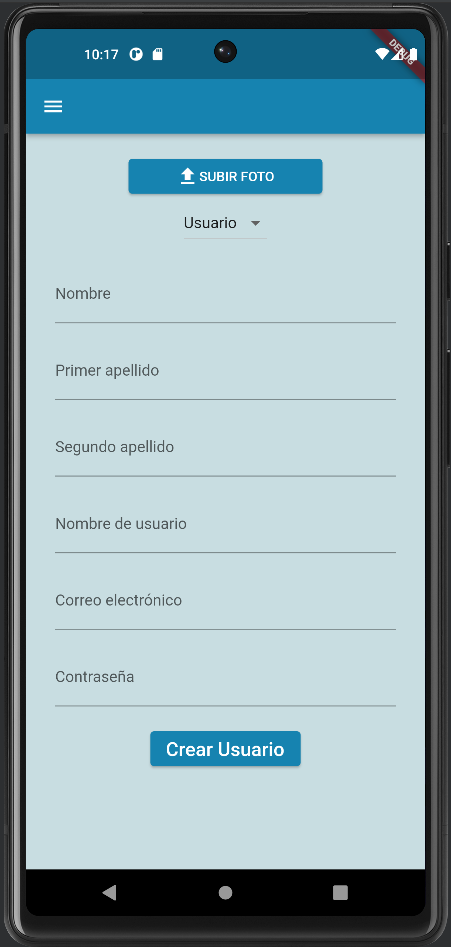 10:17
DEBUG
SUBIR FOTO
Usuario
Nombre
Primer apellido
Segundo apellido
Nombre de usuario
Correo electrónico
Contraseña
Crear Usuario